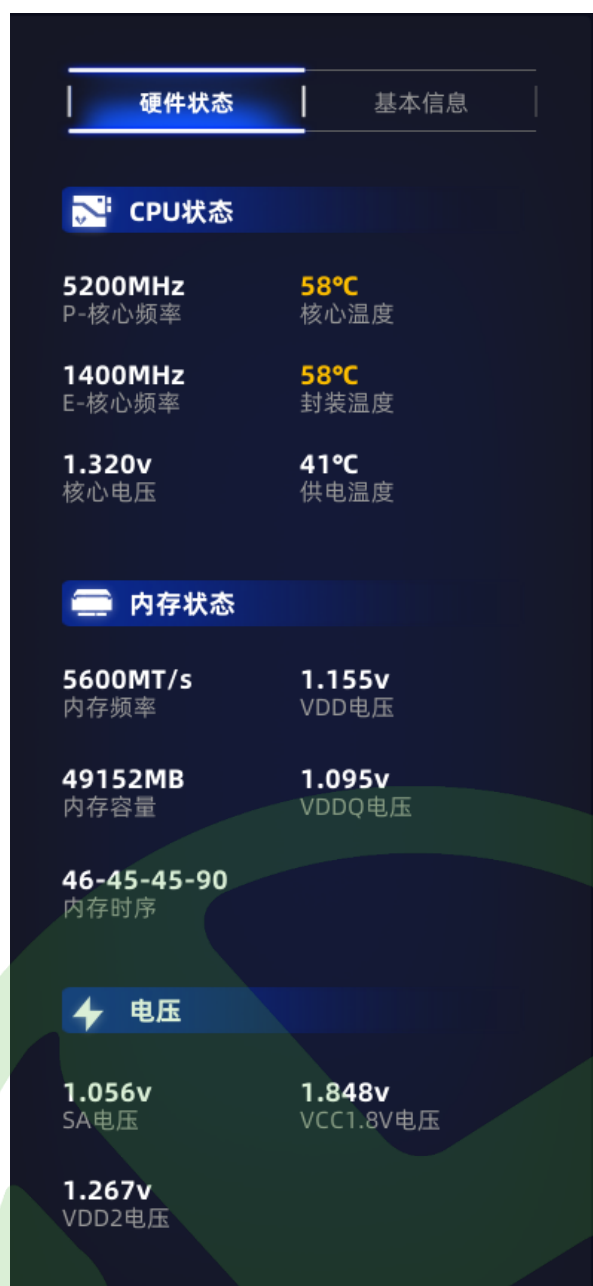 硬件状态 基本信息
CPU状态
5200MHz 58℃
P-核心频率 核心温度
1400MHz 58℃
E-核心频率 封装温度
1.320v 41℃
核心电压 供电温度
内存状态
5600MT/s 1.155v
内存频率 VDD电压
49152MB 1.095v
内存容量 VDDQ电压
46-45-45-90
内存时序
电压
1.056v 1.848v
SA电压 VCC1.8V电压
1.267v
VDD2电压